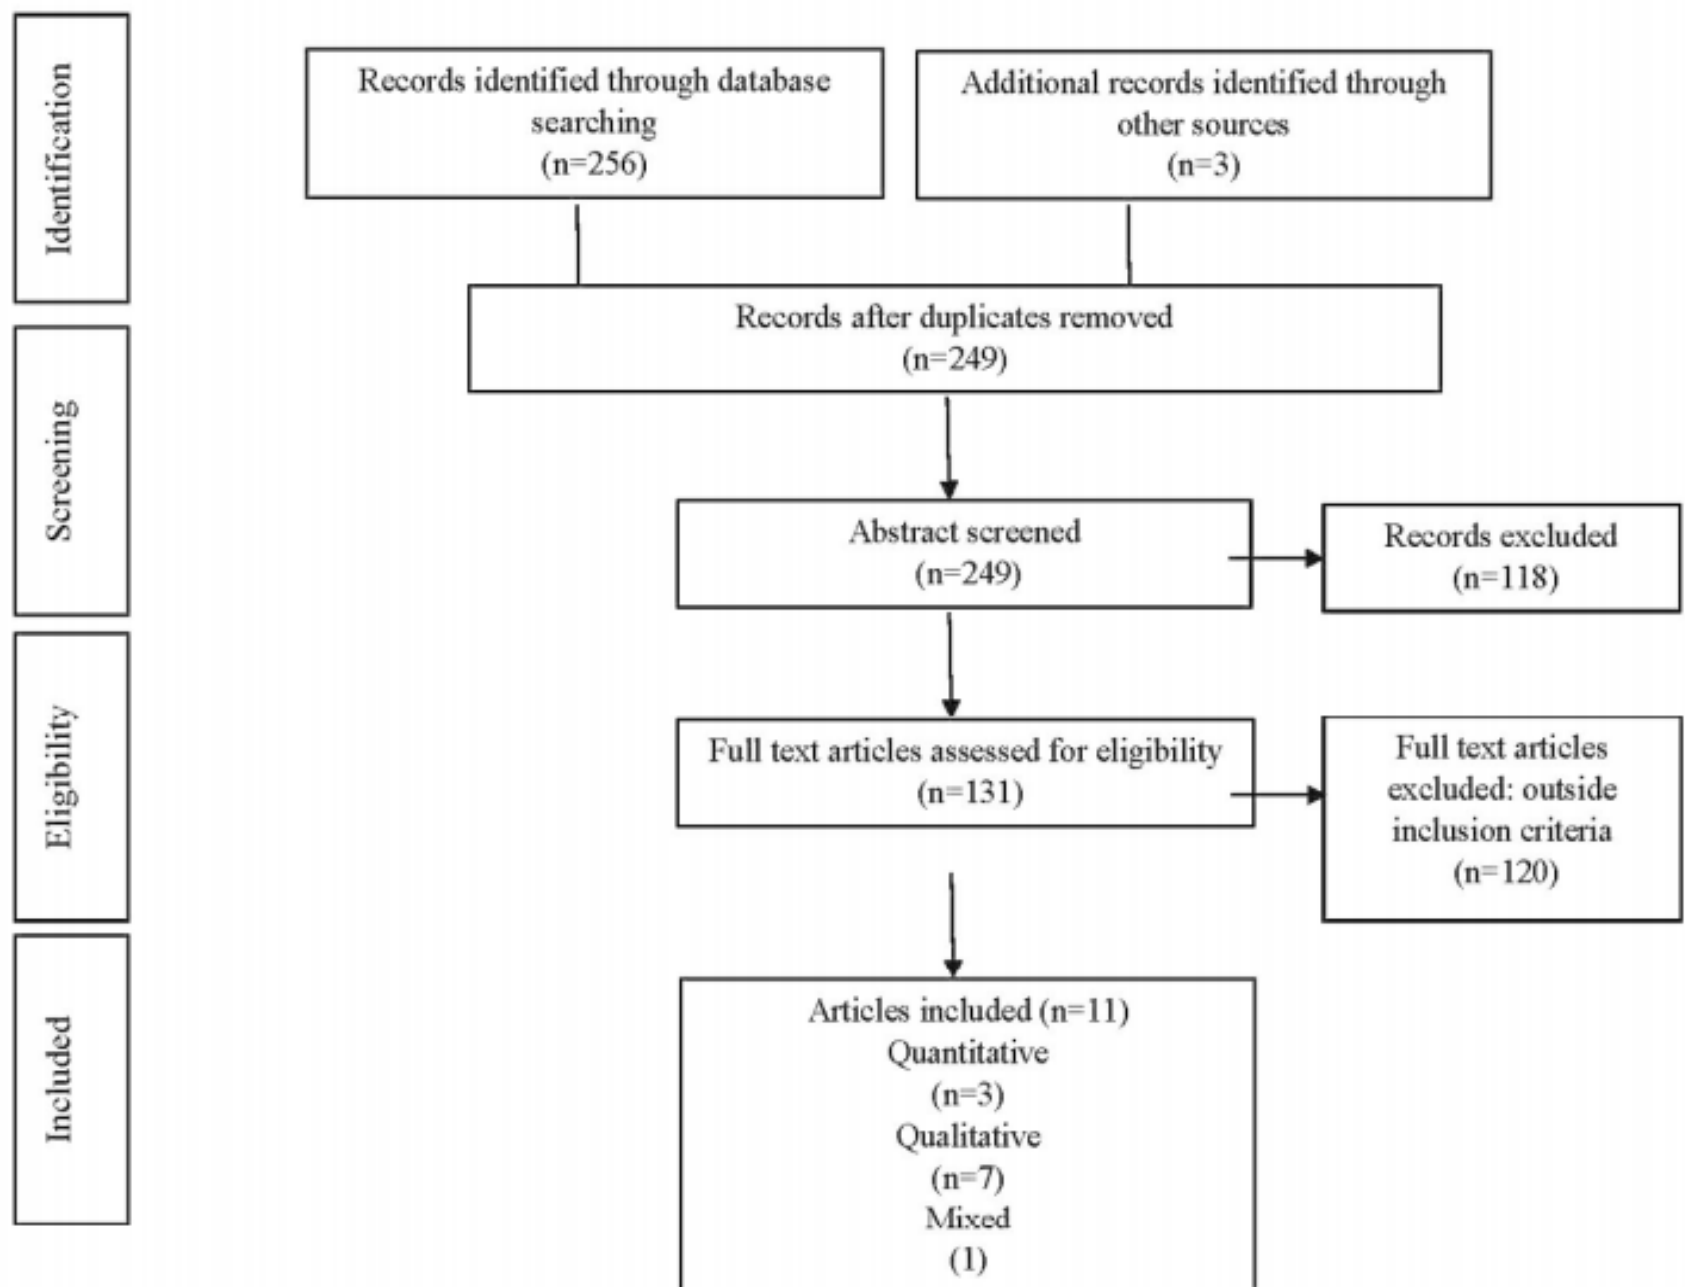 Identification
Records identified through database
searching
(n=256)
Additional records identified through
other sources
(n=3)
Records after duplicates removed
(n=249)
Screening
Abstract screened
(n=249)
Records excluded
(n=118)
Eligibility
Full text articles assessed for eligibility
(n=131)
Full text articles
excluded: outside
inclusion criteria
(n=120)
Included
Articles included (n=11)
Quantitative
(n=3)
Qualitative
(n=7)
Mixed
(1)